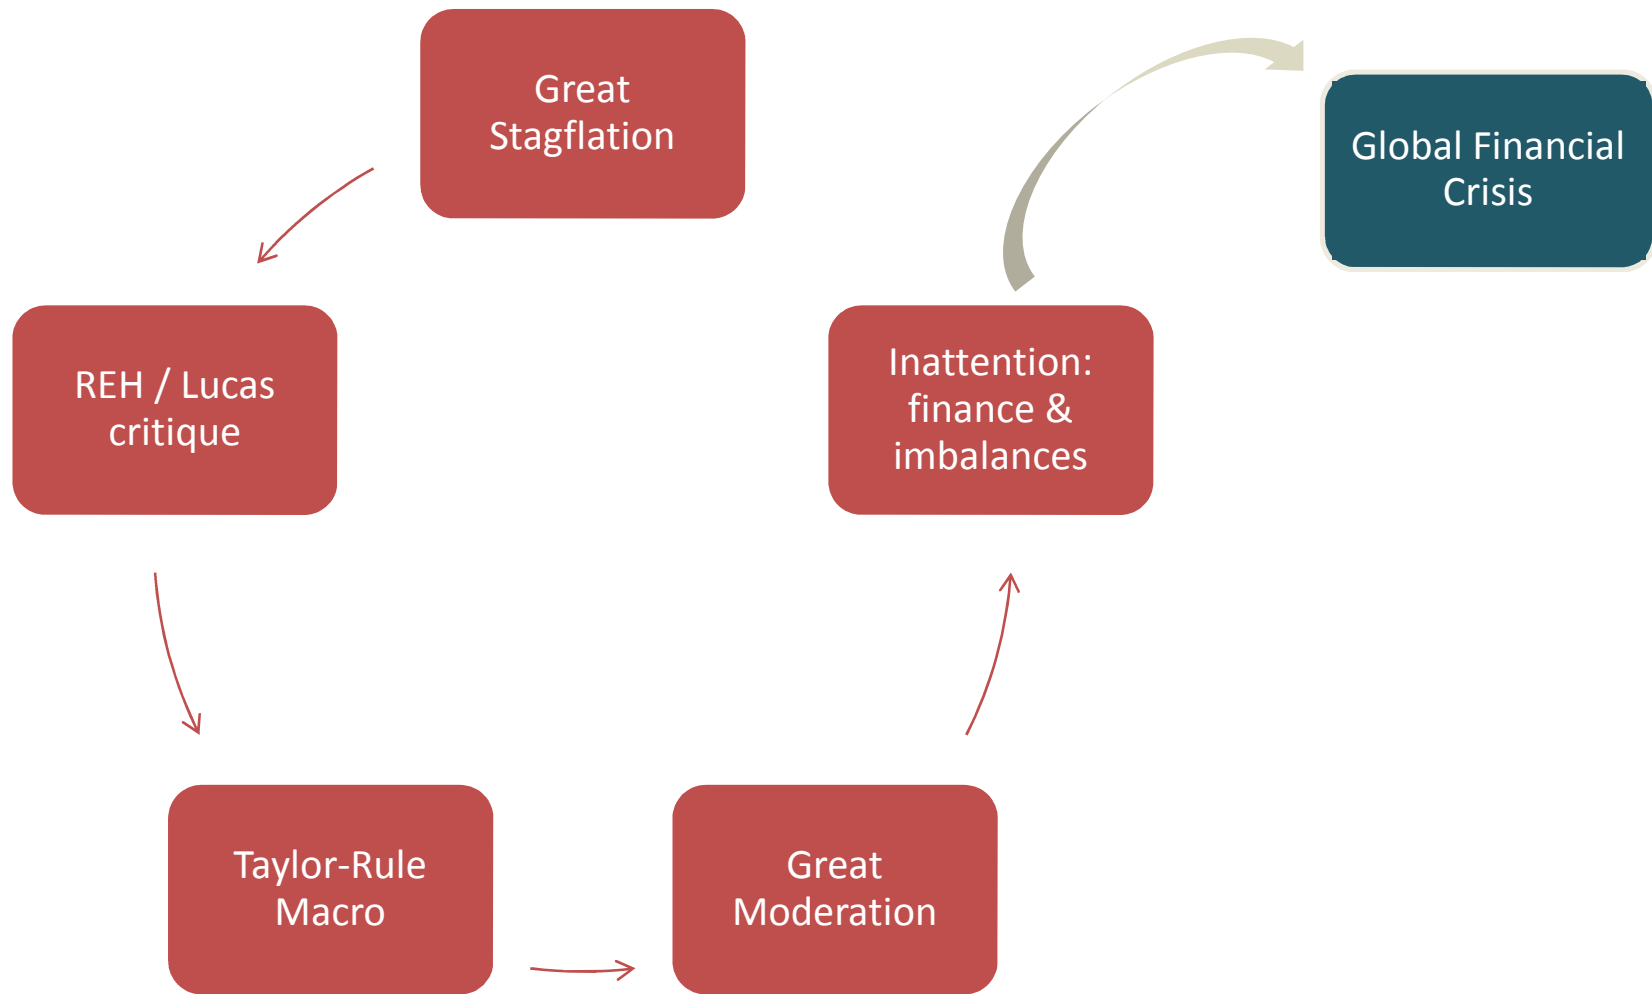 Great
Stagflation
Global Financial
Crisis
REH / Lucas
critique
Inattention:
finance &
imbalances
Taylor-Rule
Macro
Great
Moderation